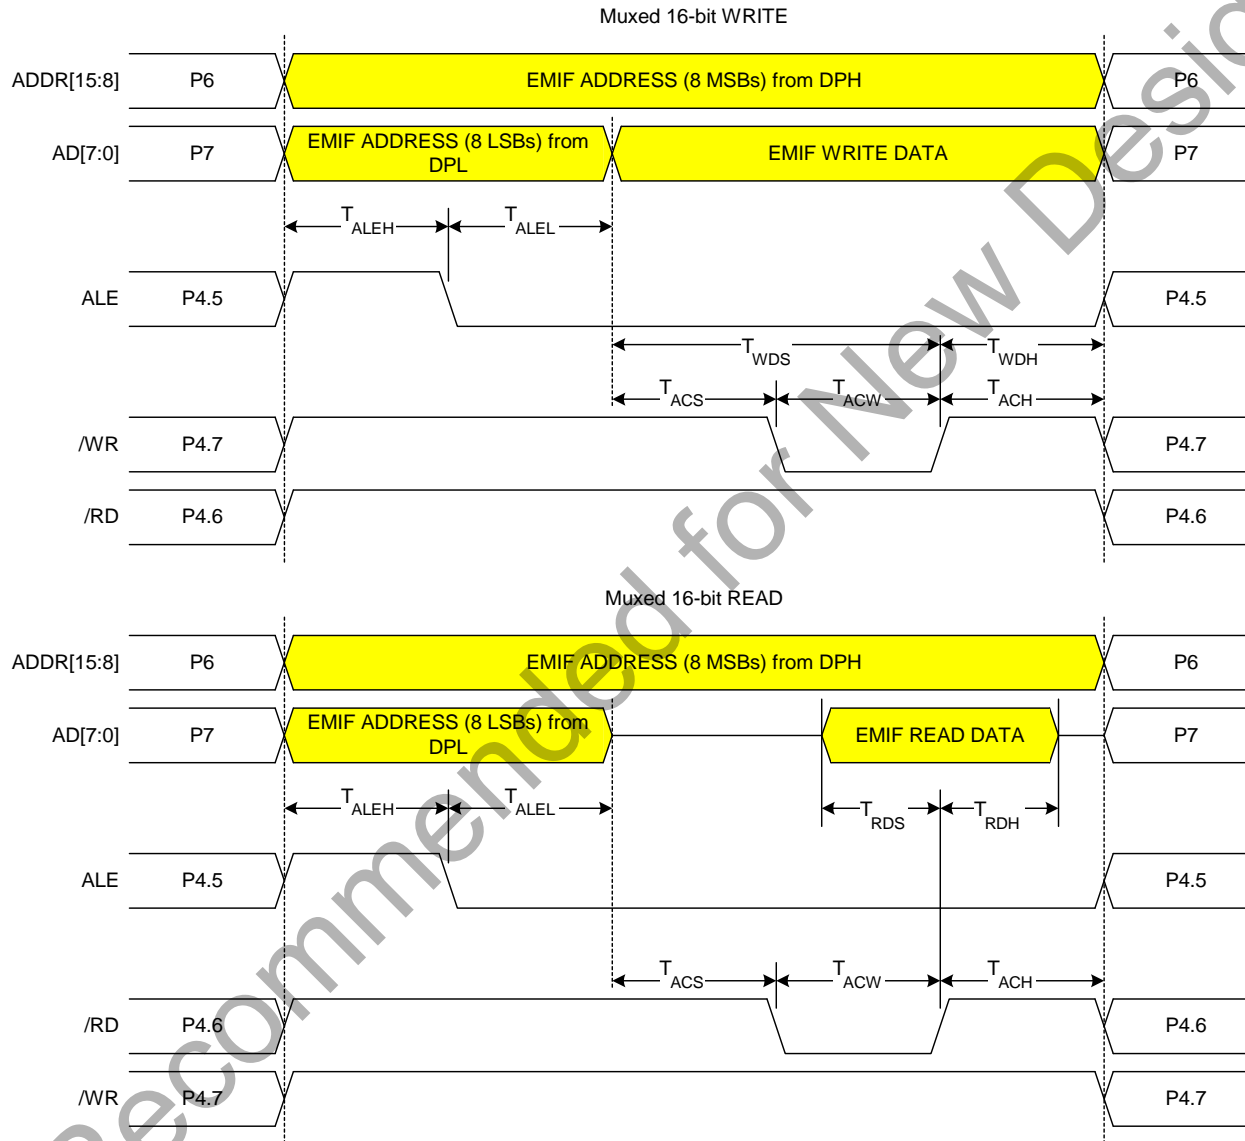 Muxed 16-bit WRITE
ADDR[15:8] P6 EMIF ADDRESS (8 MSBs) from DPH P6
AD[7:0] P7 EMIF ADDRESS (8 LSBs) from DPL EMIF WRITE DATA P7
TALEH TALEL
ALE P4.5 P4.5
TWDS TWDH
TACS TACW TACH
/WR P4.7 P4.7
/RD P4.6 P4.6
Muxed 16-bit READ
ADDR[15:8] P6 EMIF ADDRESS (8 MSBs) from DPH P6
AD[7:0] P7 EMIF ADDRESS (8 LSBs) from DPL EMIF READ DATA P7
TALEH TALEL TRDS TRDH
ALE P4.5 P4.5
TACS TACW TACH
/RD P4.6 P4.6
/WR P4.7 P4.7
Recommended for New Desig